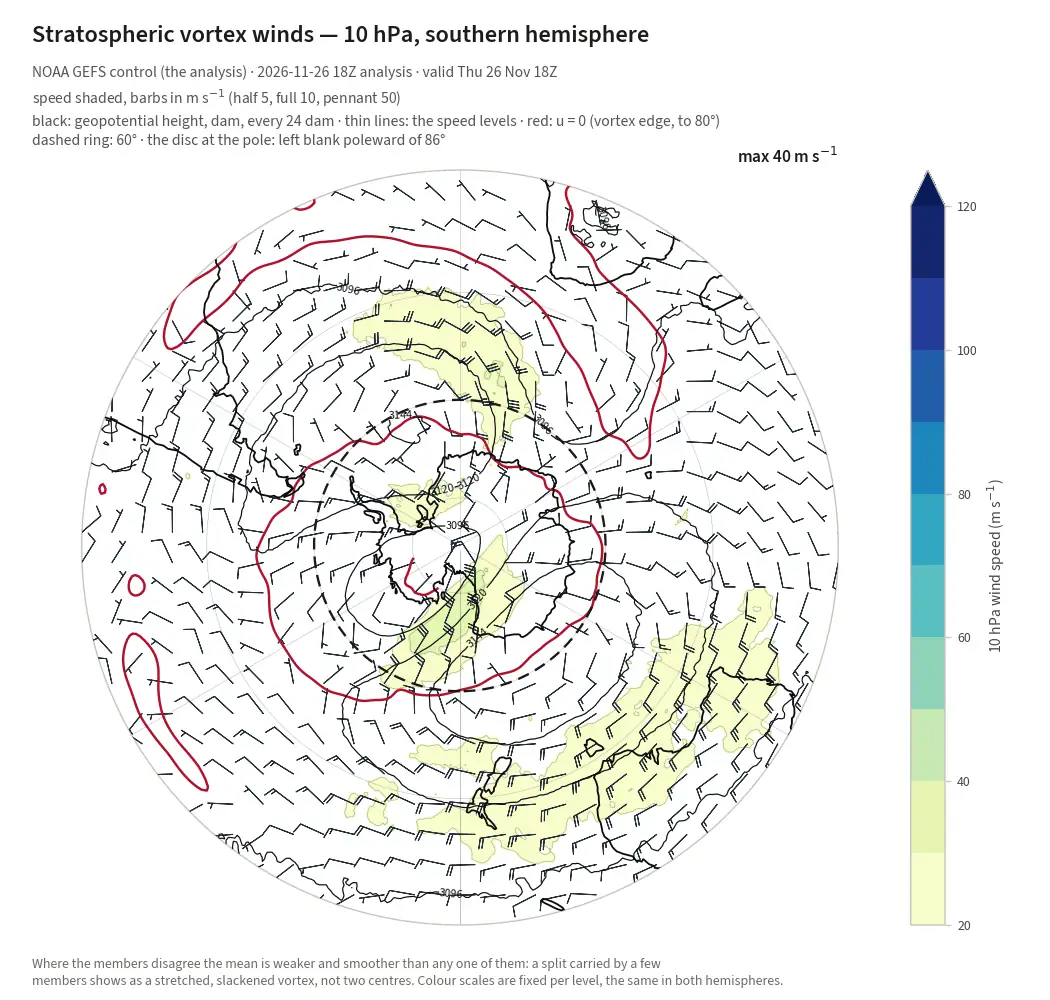 Stratospheric vortex winds — 10 hPa, southern hemisphere
NOAA GEFS control (the analysis) · 2026-11-26 18Z analysis · valid Thu 26 Nov 18Z
speed shaded, barbs in m s⁻¹ (half 5, full 10, pennant 50)
black: geopotential height, dam, every 24 dam · thin lines: the speed levels · red: u = 0 (vortex edge, to 80°)
dashed ring: 60° · the disc at the pole: left blank poleward of 86°
max 40 m s⁻¹
120
100
80
60
40
20
10 hPa wind speed (m s⁻¹)
3096
3144
3096
3120
3096
3096
Where the members disagree the mean is weaker and smoother than any one of them: a split carried by a few
members shows as a stretched, slackened vortex, not two centres. Colour scales are fixed per level, the same in both hemispheres.